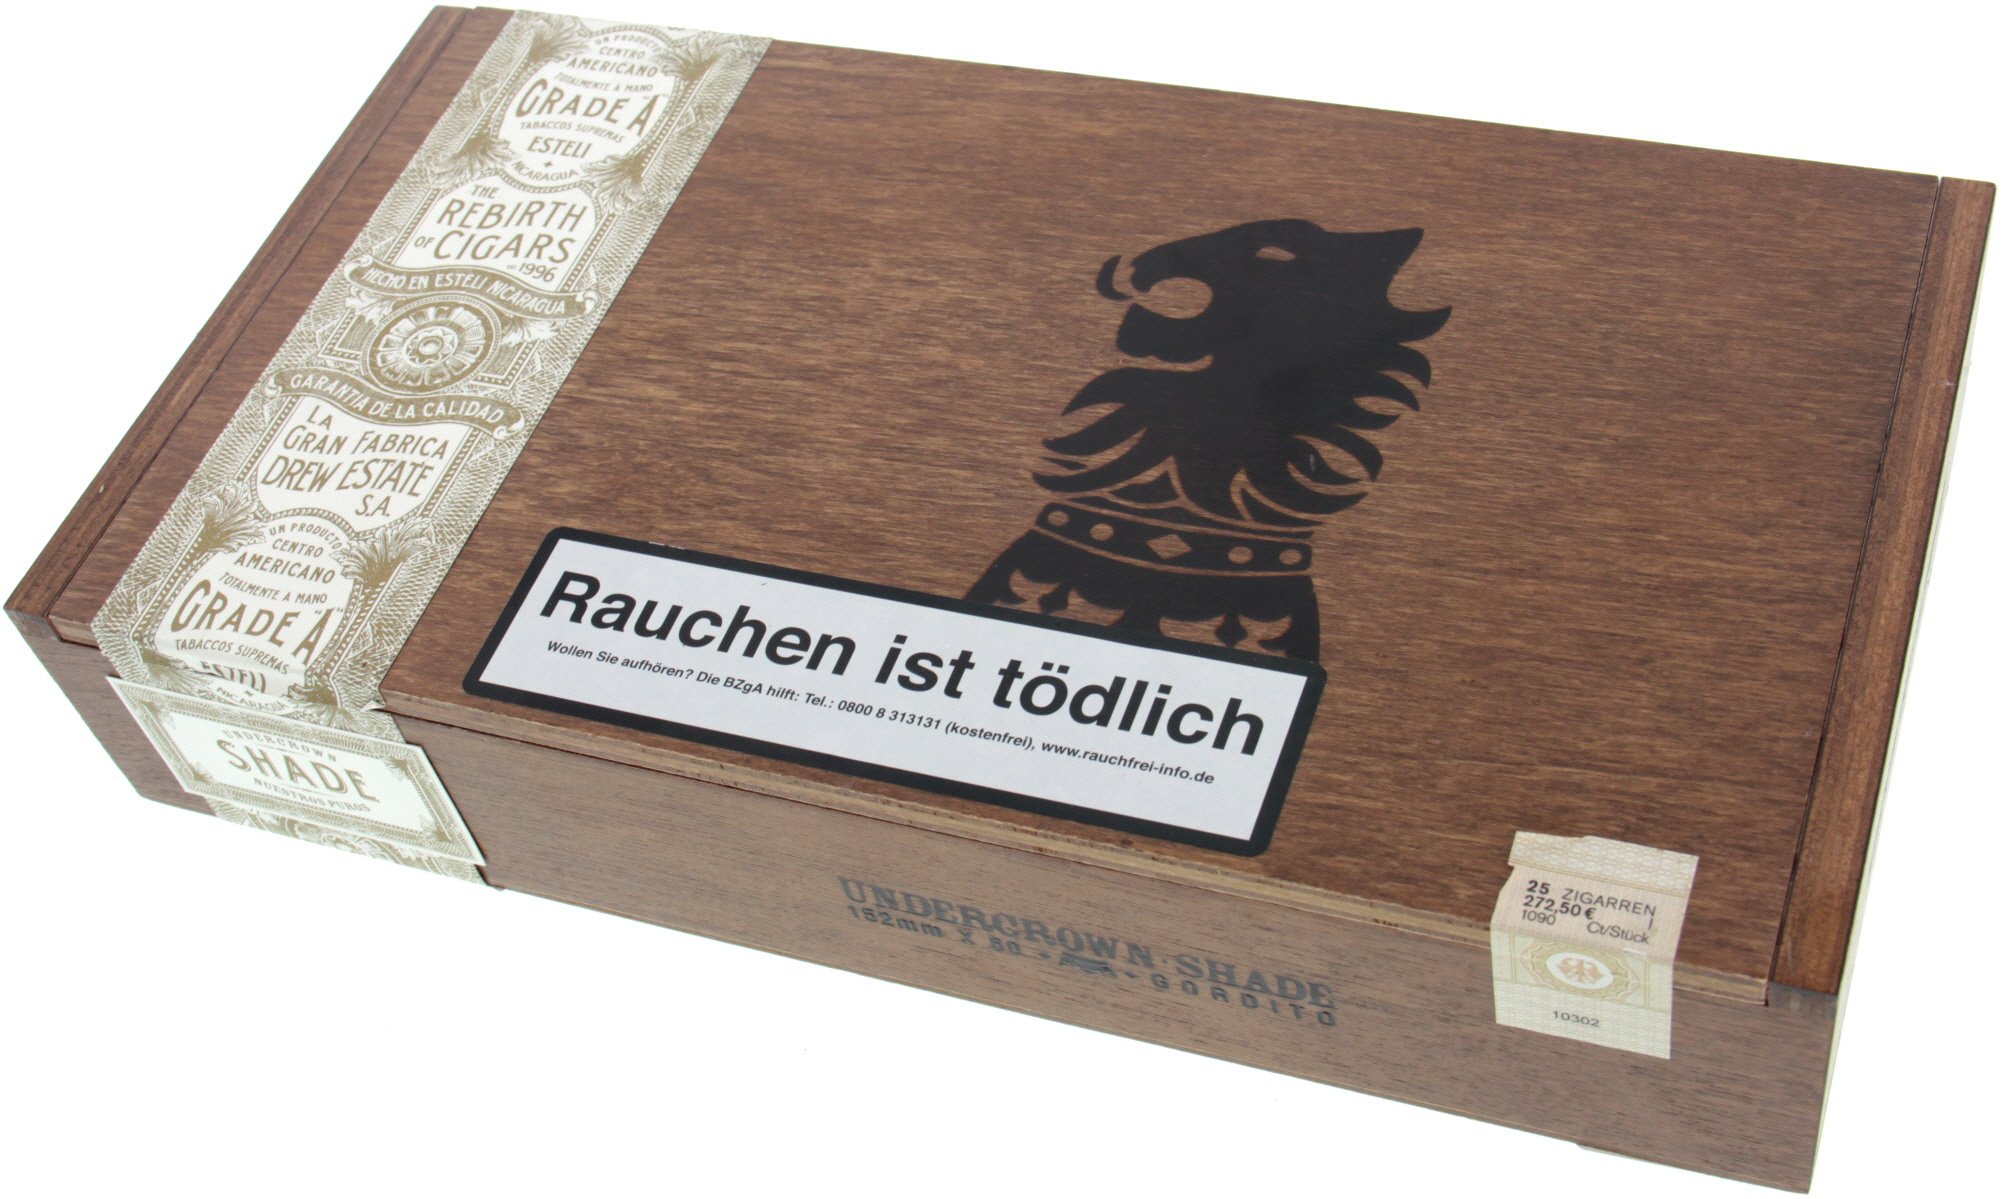 UN PRODUCTO
CENTRO
AMERICANO
TOTALMENTE A MANO
GRADE "A"
TABACCOS SUPREMAS
ESTELI
NICARAGUA
THE
REBIRTH
OF CIGARS
EST. 1996
HECHO EN ESTELI NICARAGUA
GARANTIA DE LA CALIDAD
LA
GRAN FABRICA
DREW ESTATE
S.A.
UN PRODUCTO
CENTRO
AMERICANO
TOTALMENTE A MANO
GRADE "A"
TABACCOS SUPREMAS
ESTELI
NICARAGUA
UNDERCROWN
SHADE
NUESTROS PUROS
Rauchen ist tödlich
Wollen Sie aufhören? Die BZgA hilft: Tel.: 0800 8 313131 (kostenfrei), www.rauchfrei-info.de
UNDERCROWN·SHADE
152mm X 60 GORDITO
25 ZIGARREN
272,50€ I
1090 Ct/Stück
10302